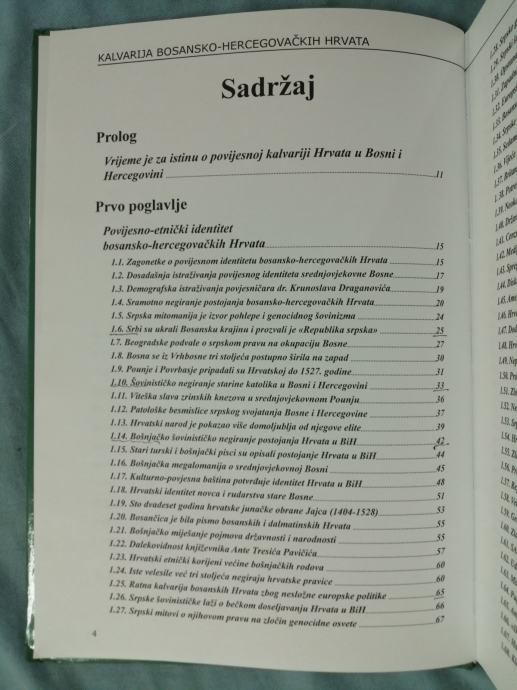 KALVARIJA BOSANSKO-HERCEGOVAČKIH HRVATA
Sadržaj
Prolog
Vrijeme je za istinu o povijesnoj kalvariji Hrvata u Bosni i
Hercegovini 11
Prvo poglavlje
Povijesno-etnički identitet
bosansko-hercegovačkih Hrvata 15
1.1. Zagonetke o povijesnom identitetu bosansko-hercegovačkih Hrvata 15
1.2. Dosadašnja istraživanja povijesnog identiteta srednjovjekovne Bosne 17
1.3. Demografska istraživanja povjesničara dr. Krunoslava Draganovića 19
1.4. Sramotno negiranje postojanja bosansko-hercegovačkih Hrvata 20
1.5. Srpska mitomanija je izvor pohlepe i genocidnog šovinizma 24
1.6. Srbi su ukrali Bosansku krajinu i prozvali je «Republika srpska» 25
1.7. Beogradske podvale o srpskom pravu na okupaciju Bosne 27
1.8. Bosna se iz Vrhbosne tri stoljeća postupno širila na zapad 30
1.9. Pounje i Povrbasje pripadali su Hrvatskoj do 1527. godine 31
1.10. Šovinističko negiranje starine katolika u Bosni i Hercegovini 33
1.11. Viteška slava zrinskih knezova u srednjovjekovnom Pounju 36
1.12. Patološke besmislice srpskog svojatanja Bosne i Hercegovine 37
1.13. Hrvatski narod je pokazao više domoljublja od njegove elite 39
1.14. Bošnjačko šovinističko negiranje postojanja Hrvata u BiH 42
1.15. Stari turski i bošnjački pisci su opisali postojanje Hrvata u BiH 44
1.16. Bošnjačka megalomanija o srednjovjekovnoj Bosni 45
1.17. Kulturno-povjesna baština potvrđuje identitet Hrvata u BiH 48
1.18. Hrvatski identitet novca i rudarstva stare Bosne 51
1.19. Sto dvadeset godina hrvatske junačke obrane Jajca (1404-1528) 53
1.20. Bosančica je bila pismo bosanskih i dalmatinskih Hrvata 55
1.21. Bošnjačko miješanje pojmova državnosti i narodnosti 55
1.22. Dalekovidnost književnika Ante Tresića Pavičića 57
1.23. Hrvatski etnički korijeni većine bošnjačkih rodova 60
1.24. Iste velesile već tri stoljeća negiraju hrvatske pravice 60
1.25. Ratna kalvarija bosanskih Hrvata zbog nesložne europske politike 65
1.26. Srpske šovinističke laži o bečkom doseljavanju Hrvata u BiH 66
1.27. Srpski mitovi o njihovom pravu na zločin genocidne osvete 67
4